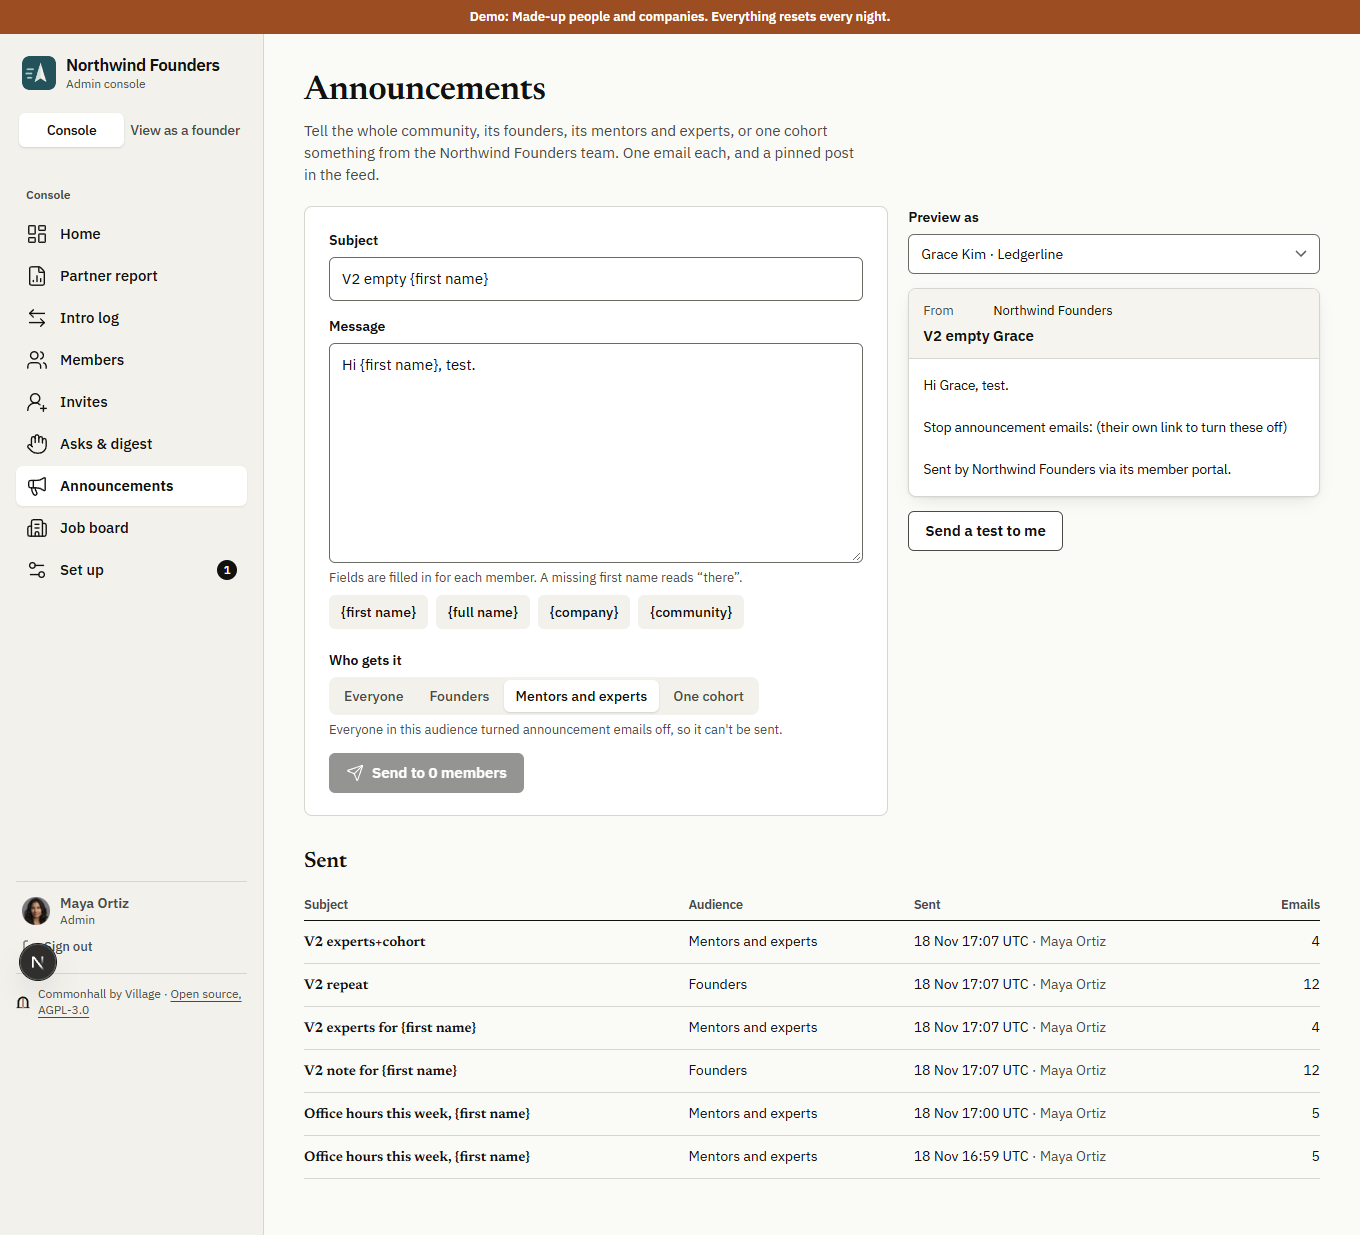 Demo: Made-up people and companies. Everything resets every night.
Northwind Founders
Admin console
Console
View as a founder
Console
Home
Partner report
Intro log
Members
Invites
Asks & digest
Announcements
Job board
Set up
1
Maya Ortiz
Admin
Sign out
N
Commonhall by Village · Open source,
AGPL-3.0
Announcements
Tell the whole community, its founders, its mentors and experts, or one cohort
something from the Northwind Founders team. One email each, and a pinned post
in the feed.
Subject
V2 empty {first name}
Message
Hi {first name}, test.
Fields are filled in for each member. A missing first name reads “there”.
{first name}
{full name}
{company}
{community}
Who gets it
Everyone
Founders
Mentors and experts
One cohort
Everyone in this audience turned announcement emails off, so it can't be sent.
Send to 0 members
Preview as
Grace Kim · Ledgerline
From Northwind Founders
V2 empty Grace
Hi Grace, test.
Stop announcement emails: (their own link to turn these off)
Sent by Northwind Founders via its member portal.
Send a test to me
Sent
Subject Audience Sent Emails
V2 experts+cohort Mentors and experts 18 Nov 17:07 UTC · Maya Ortiz 4
V2 repeat Founders 18 Nov 17:07 UTC · Maya Ortiz 12
V2 experts for {first name} Mentors and experts 18 Nov 17:07 UTC · Maya Ortiz 4
V2 note for {first name} Founders 18 Nov 17:07 UTC · Maya Ortiz 12
Office hours this week, {first name} Mentors and experts 18 Nov 17:00 UTC · Maya Ortiz 5
Office hours this week, {first name} Mentors and experts 18 Nov 16:59 UTC · Maya Ortiz 5